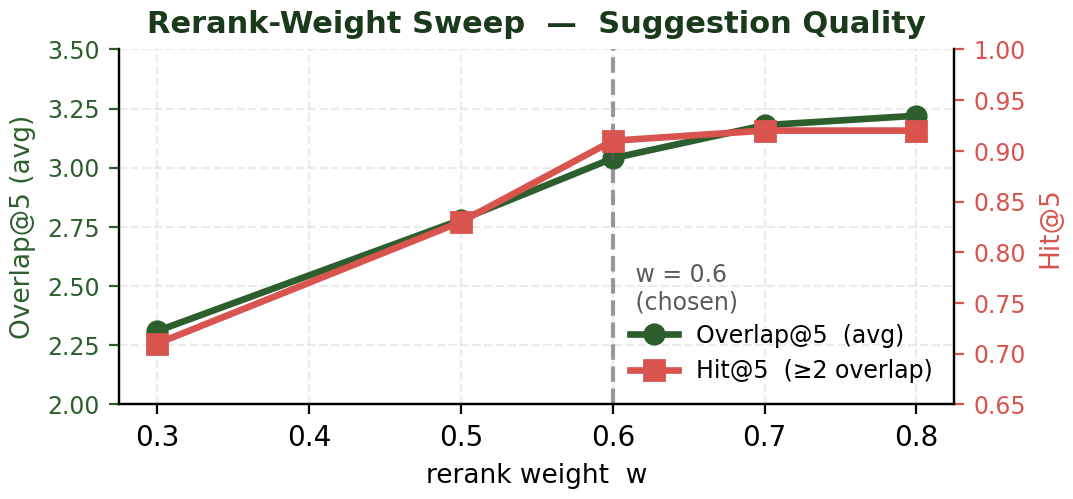 Rerank-Weight Sweep — Suggestion Quality
Overlap@5 (avg)
3.50
3.25
3.00
2.75
2.50
2.25
2.00
1.00
0.95
0.90
0.85
0.80
0.75
0.70
0.65
Hit@5
w = 0.6
(chosen)
Overlap@5 (avg)
Hit@5 (≥2 overlap)
0.3 0.4 0.5 0.6 0.7 0.8
rerank weight w